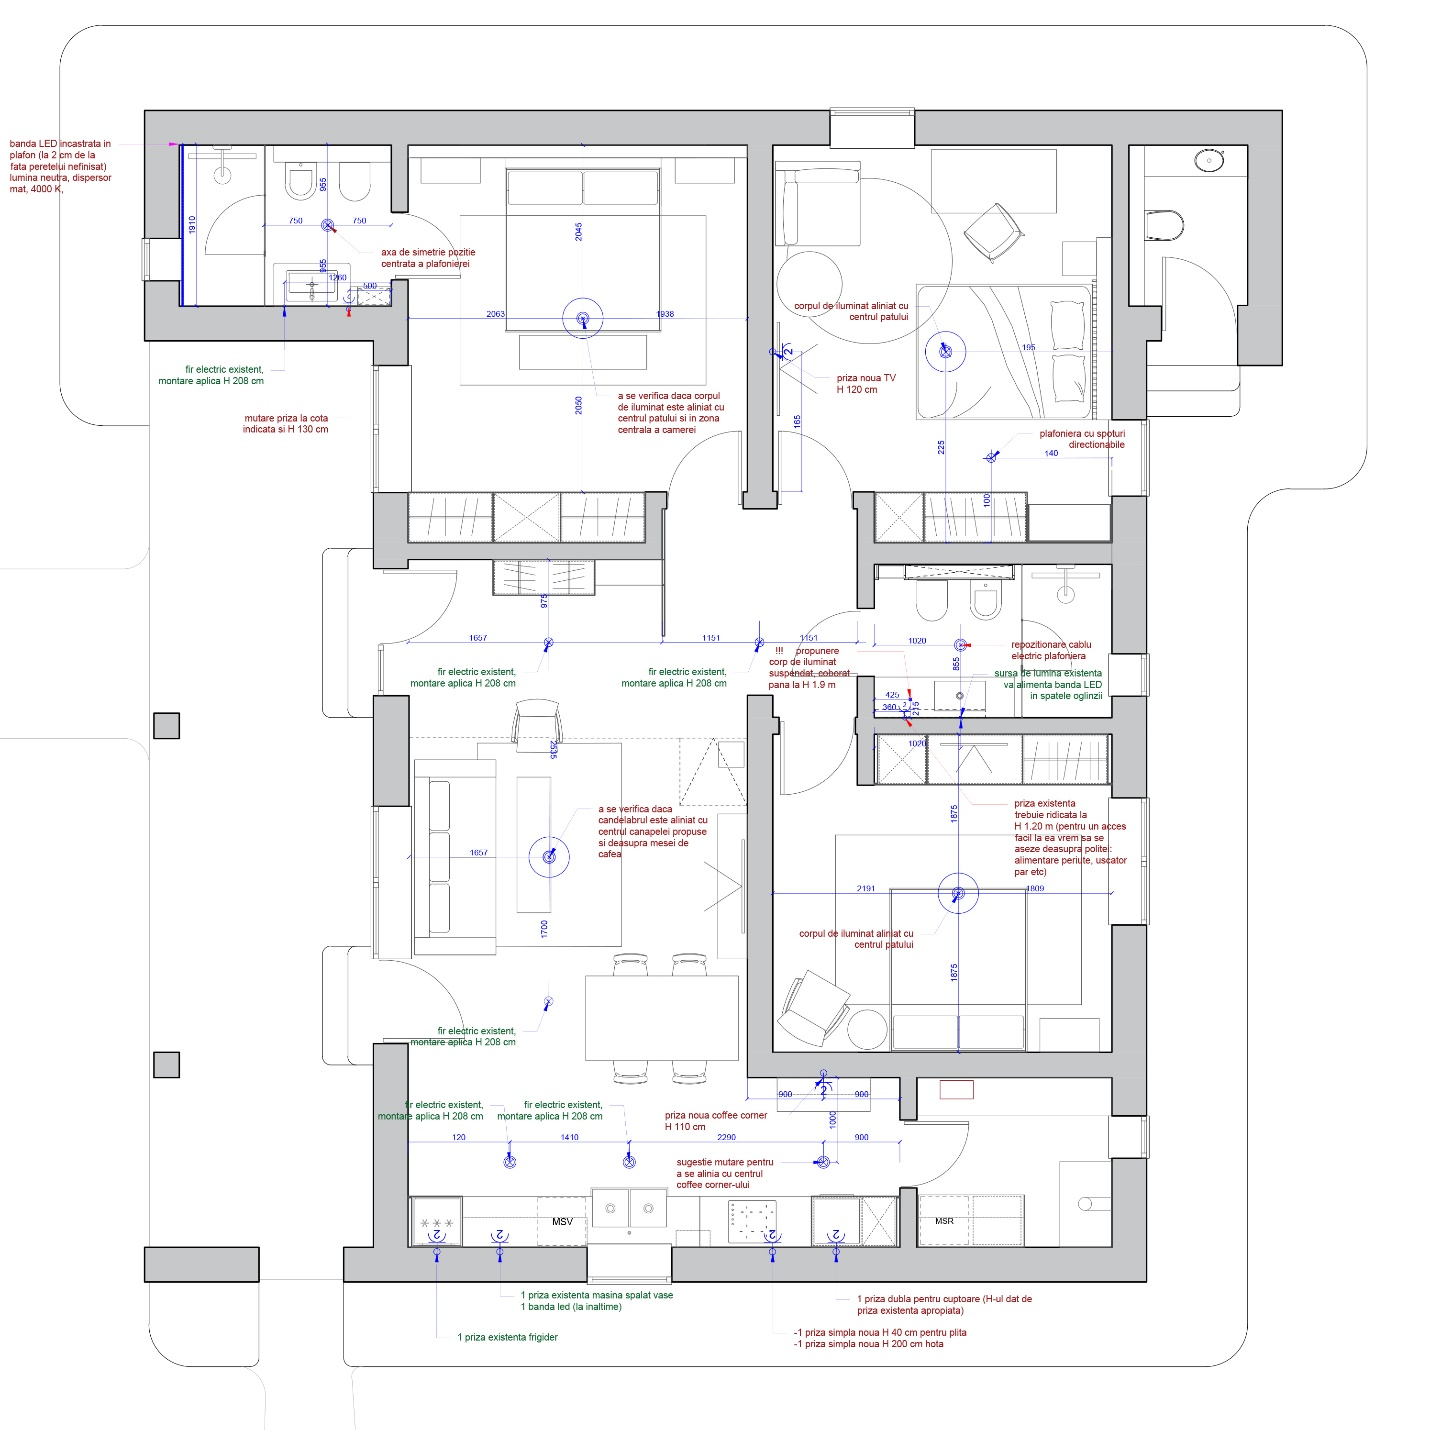 banda LED incastrata in
plafon (la 2 cm de la
fata peretelui nefinisat)
lumina neutra, dispersor
mat, 4000 K,
1910
955
750
750
955
1260
500
axa de simetrie pozitie
centrata a plafonierei
2045
2063
1938
2050
fir electric existent,
montare aplica H 208 cm
mutare priza la cota
indicata si H 130 cm
a se verifica daca corpul
de iluminat este aliniat cu
centrul patului si in zona
centrala a camerei
corpul de iluminat aliniat cu
centrul patului
2
195
priza noua TV
H 120 cm
165
225
plafoniera cu spoturi
directionabile
140
100
975
1657
1151
1151
fir electric existent,
montare aplica H 208 cm
fir electric existent,
montare aplica H 208 cm
!!! propunere
corp de iluminat
suspendat, coborat
pana la H 1.9 m
1020
855
repozitionare cablu
electric plafoniera
sursa de lumina existenta
va alimenta banda LED
in spatele oglinzii
425
360
2
215
1020
2535
a se verifica daca
candelabrul este aliniat cu
centrul canapelei propuse
si deasupra mesei de
cafea
1657
1700
1875
priza existenta
trebuie ridicata la
H 1.20 m (pentru un acces
facil la ea vrem sa se
aseze deasupra politei:
alimentare periute, uscator
par etc)
2191
1809
corpul de iluminat aliniat cu
centrul patului
1875
fir electric existent,
montare aplica H 208 cm
fir electric existent,
montare aplica H 208 cm
fir electric existent,
montare aplica H 208 cm
priza noua coffee corner
H 110 cm
900
2
900
1000
120
1410
2290
900
sugestie mutare pentru
a se alinia cu centrul
coffee corner-ului
MSV
MSR
2
2
2
2
1 priza existenta masina spalat vase
1 banda led (la inaltime)
1 priza existenta frigider
1 priza dubla pentru cuptoare (H-ul dat de
priza existenta apropiata)
-1 priza simpla noua H 40 cm pentru plita
-1 priza simpla noua H 200 cm hota